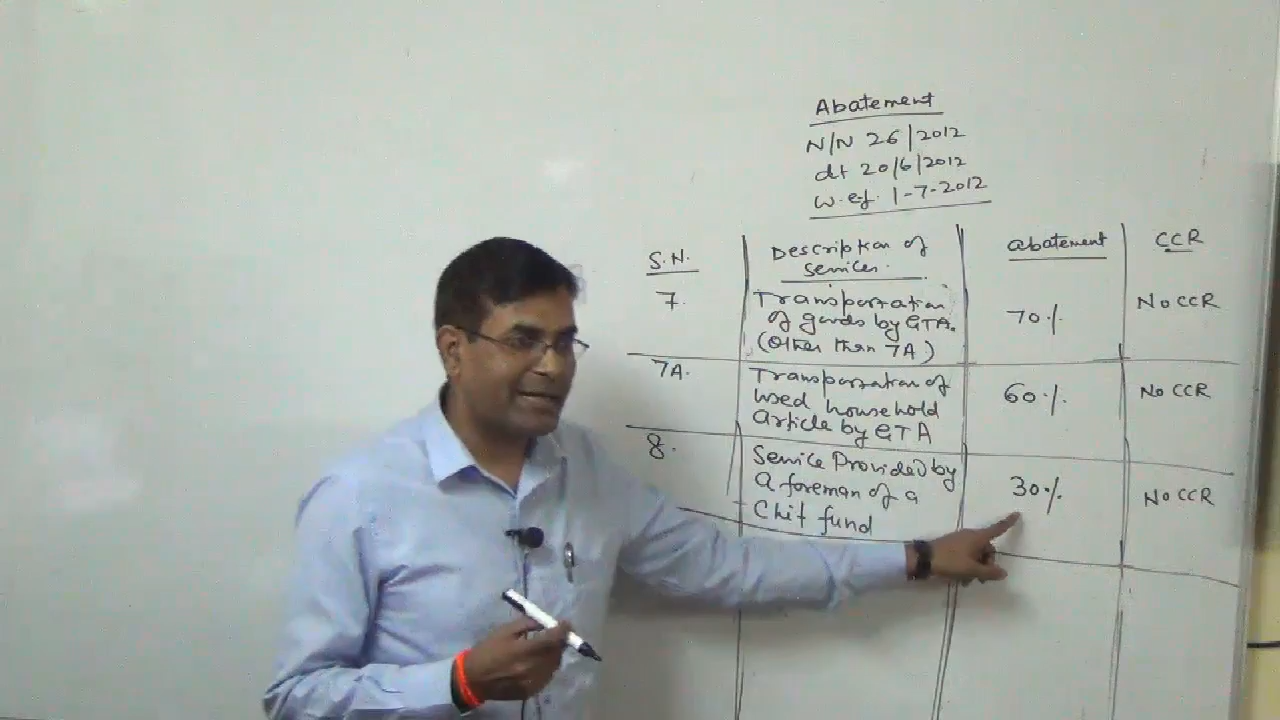 Abatement
N/N 26/2012
dt 20/6/2012
w.e.f. 1-7-2012
S.N. Description of services. abatement CCR
7. Transportation of goods by GTA. (Other than 7A) 70% No CCR
7A. Transportation of used household Article by GTA 60% No CCR
8. Service Provided by A foreman of a Chit fund 30% No CCR